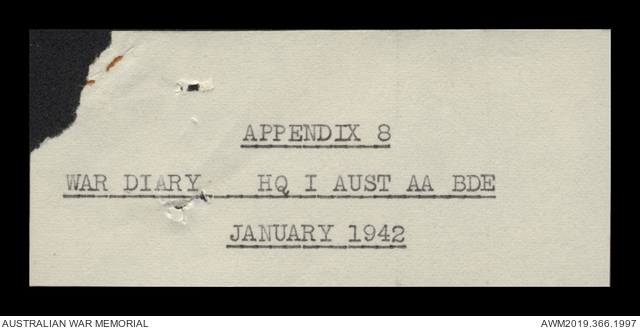 APPENDIX 8
WAR DIARY. HQ I AUST AA BDE
JANUARY 1942
AUSTRALIAN WAR MEMORIAL
AWM2019.366.1997